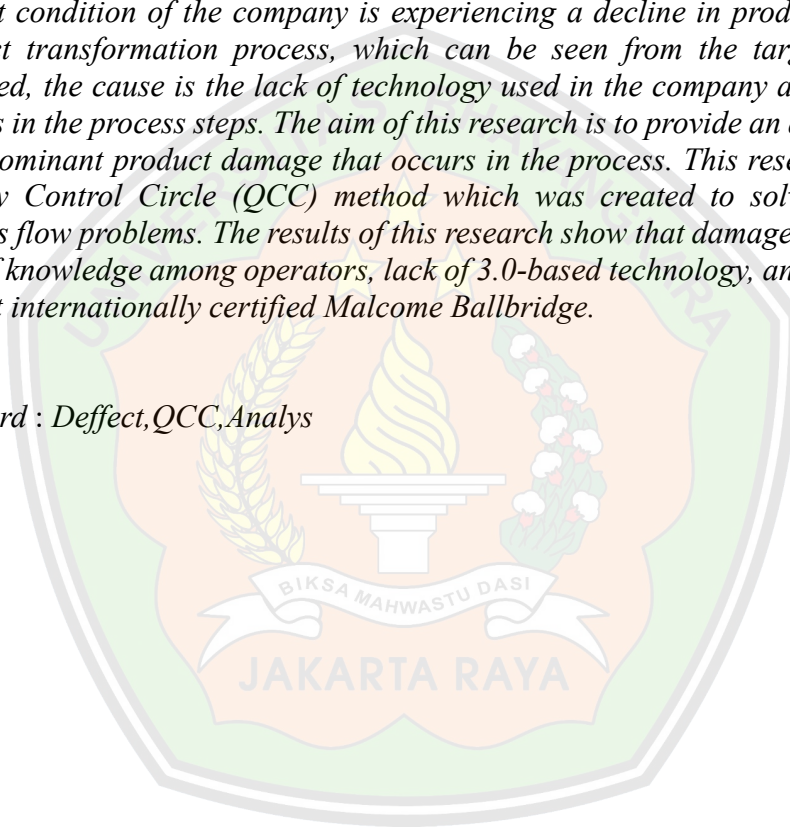 t condition of the company is experiencing a decline in prod
ct transformation process, which can be seen from the targ
ed, the cause is the lack of technology used in the company a
s in the process steps. The aim of this research is to provide an
ominant product damage that occurs in the process. This rese
y Control Circle (QCC) method which was created to solv
s flow problems. The results of this research show that damage
f knowledge among operators, lack of 3.0-based technology, an
t internationally certified Malcome Ballbridge.
rd : Deffect,QCC,Analys
UNIVERSITAS BHAYANGKARA
BIKSA MAHWASTU DASI
JAKARTA RAYA